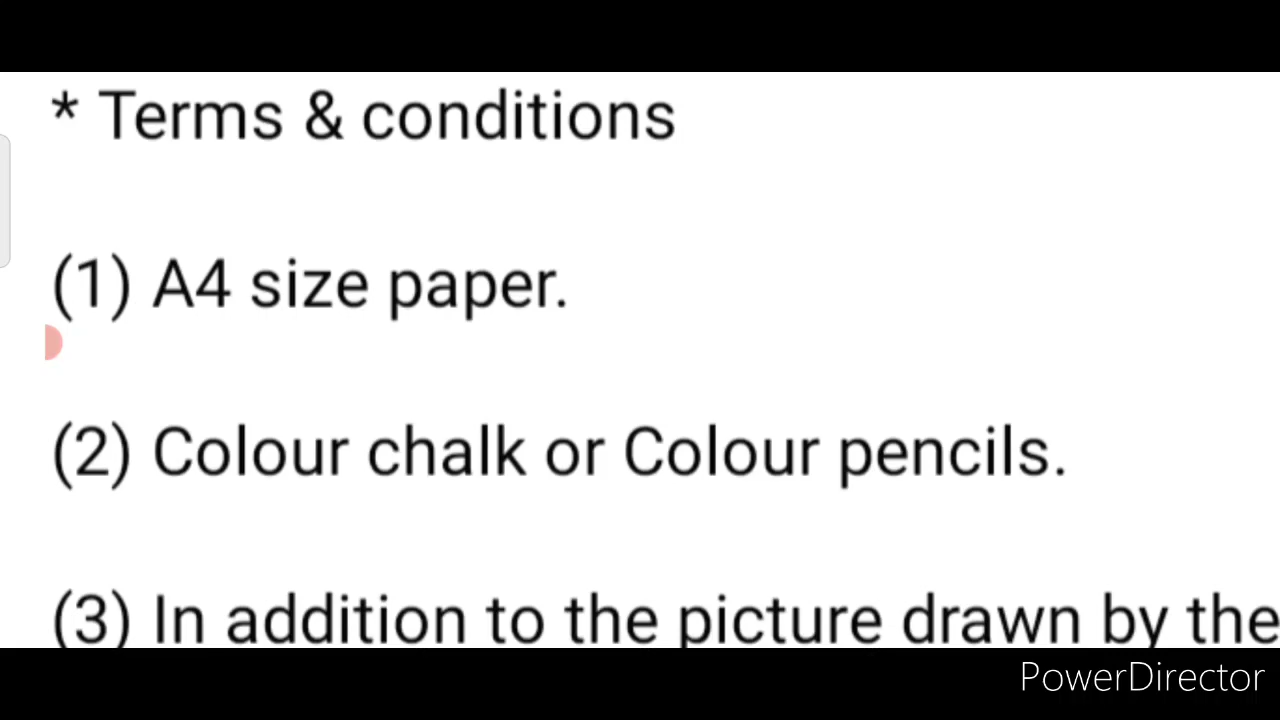 * Terms & conditions
(1) A4 size paper.
(2) Colour chalk or Colour pencils.
(3) In addition to the picture drawn by the
PowerDirector